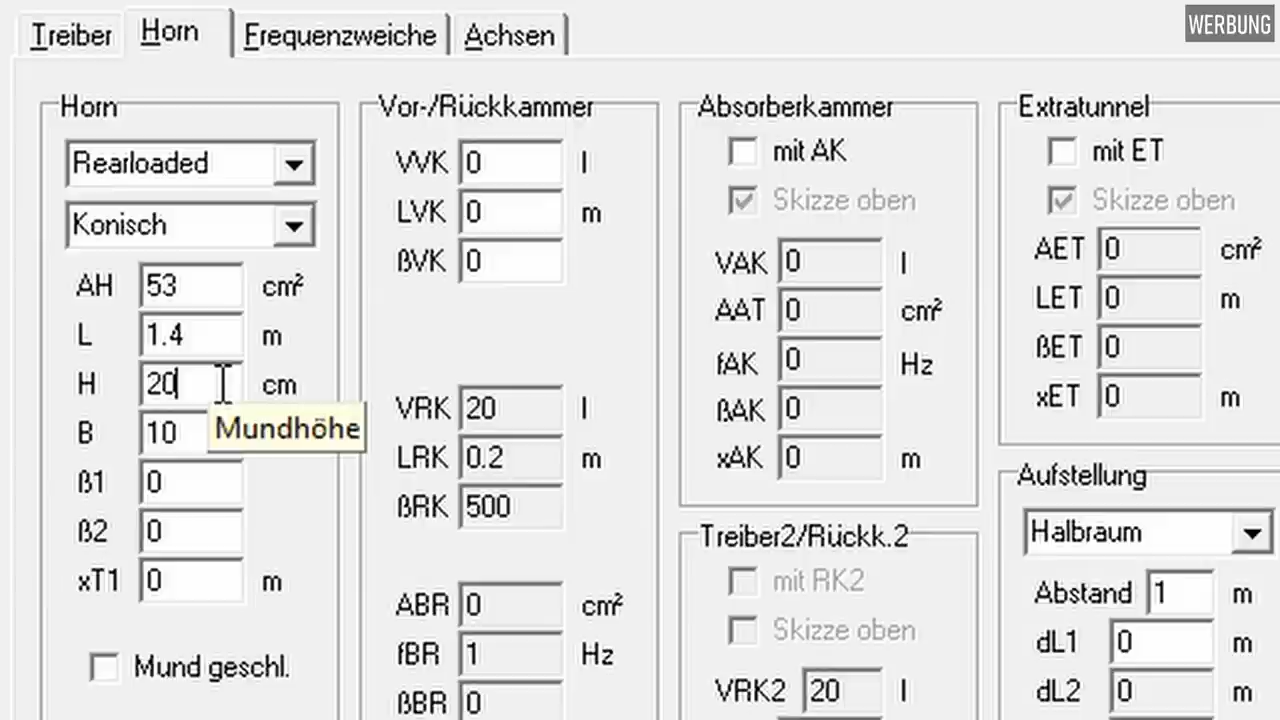 WERBUNG
Treiber
Horn
Frequenzweiche
Achsen
Horn
Rearloaded
Konisch
AH 53 cm²
L 1.4 m
H 20 cm
Mundhöhe
B 10
ß1 0
ß2 0
xT1 0 m
Mund geschl.
Vor-/Rückkammer
VVK 0 l
LVK 0 m
ßVK 0
VRK 20 l
LRK 0.2 m
ßRK 500
ABR 0 cm²
fBR 1 Hz
ßBR 0
Absorberkammer
mit AK
Skizze oben
VAK 0 l
AAT 0 cm²
fAK 0 Hz
ßAK 0
xAK 0 m
Treiber2/Rückk.2
mit RK2
Skizze oben
VRK2 20 l
Extratunnel
mit ET
Skizze oben
AET 0 cm²
LET 0 m
ßET 0
xET 0 m
Aufstellung
Halbraum
Abstand 1 m
dL1 0 m
dL2 0 m